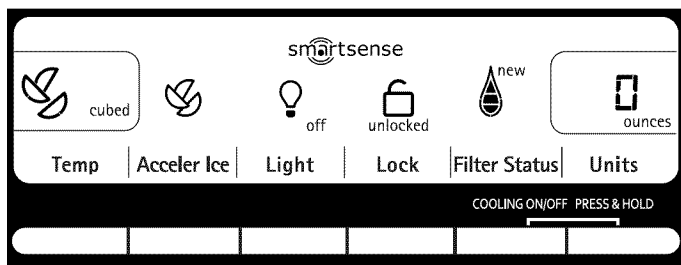 smartsense
cubed
off
unlocked
new
0
ounces
Temp
Acceler Ice
Light
Lock
Filter Status
Units
COOLING ON/OFF PRESS & HOLD